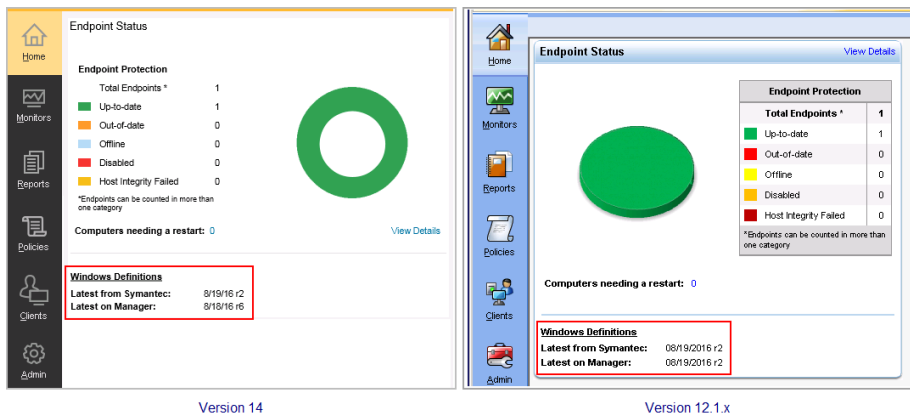 Endpoint Status
Home
Endpoint Protection
Total Endpoints * 1
Up-to-date 1
Monitors
Out-of-date 0
Offline 0
Disabled 0
Reports
Host Integrity Failed 0
*Endpoints can be counted in more than
one category
Computers needing a restart: 0 View Details
Policies
Windows Definitions
Latest from Symantec: 8/19/16 r2
Latest on Manager: 8/18/16 r6
Clients
Admin
Version 14
Endpoint Status View Details
Home
Endpoint Protection
Total Endpoints * 1
Monitors
Up-to-date 1
Out-of-date 0
Offline 0
Reports
Disabled 0
Host Integrity Failed 0
*Endpoints can be counted in more than
one category
Policies
Computers needing a restart: 0
Clients
Windows Definitions
Latest from Symantec: 08/19/2016 r2
Latest on Manager: 08/19/2016 r2
Admin
Version 12.1.x